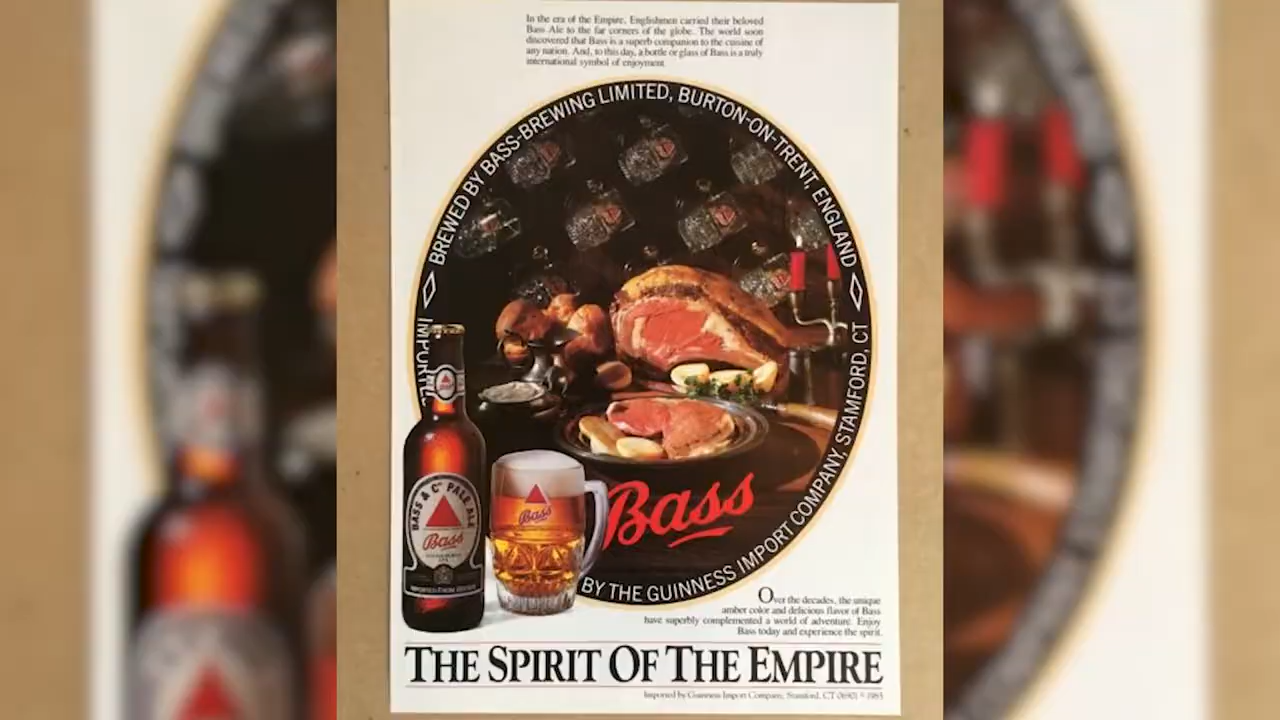 In the era of the Empire, Englishmen carried their beloved
Bass Ale to the far corners of the globe. The world soon
discovered that Bass is a superb companion to the cuisine of
any nation. And, to this day, a bottle or glass of Bass is a truly
international symbol of enjoyment.
BREWED BY BASS-BREWING LIMITED, BURTON-ON-TRENT, ENGLAND
IMPORTED
BY THE GUINNESS IMPORT COMPANY, STAMFORD, CT
BASS & Co PALE ALE
Bass
Bass
Bass
Over the decades, the unique
amber color and delicious flavor of Bass
have superbly complemented a world of adventure. Enjoy
Bass today and experience the spirit.
THE SPIRIT OF THE EMPIRE
Imported by Guinness Import Company, Stamford, CT 06901 © 1985